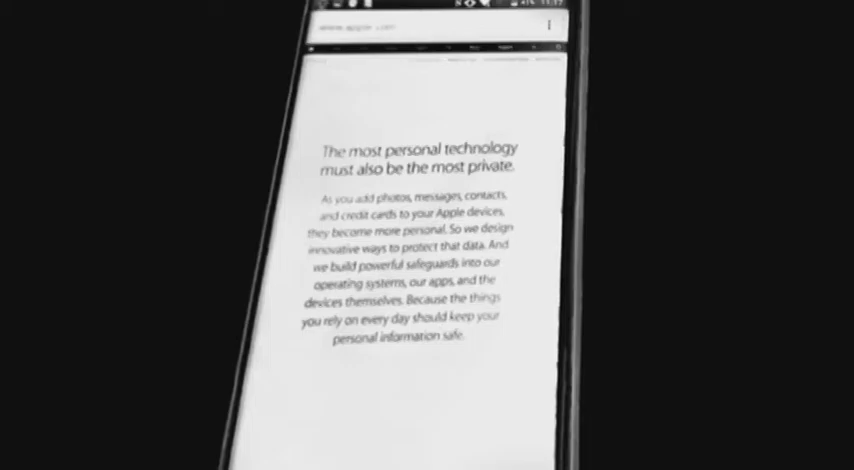 The most personal technology
must also be the most private.
As you add photos, messages, contacts,
and credit cards to your Apple devices,
they become more personal. So we design
innovative ways to protect that data. And
we build powerful safeguards into our
operating systems, our apps, and the
devices themselves. Because the things
you rely on every day should keep your
personal information safe.